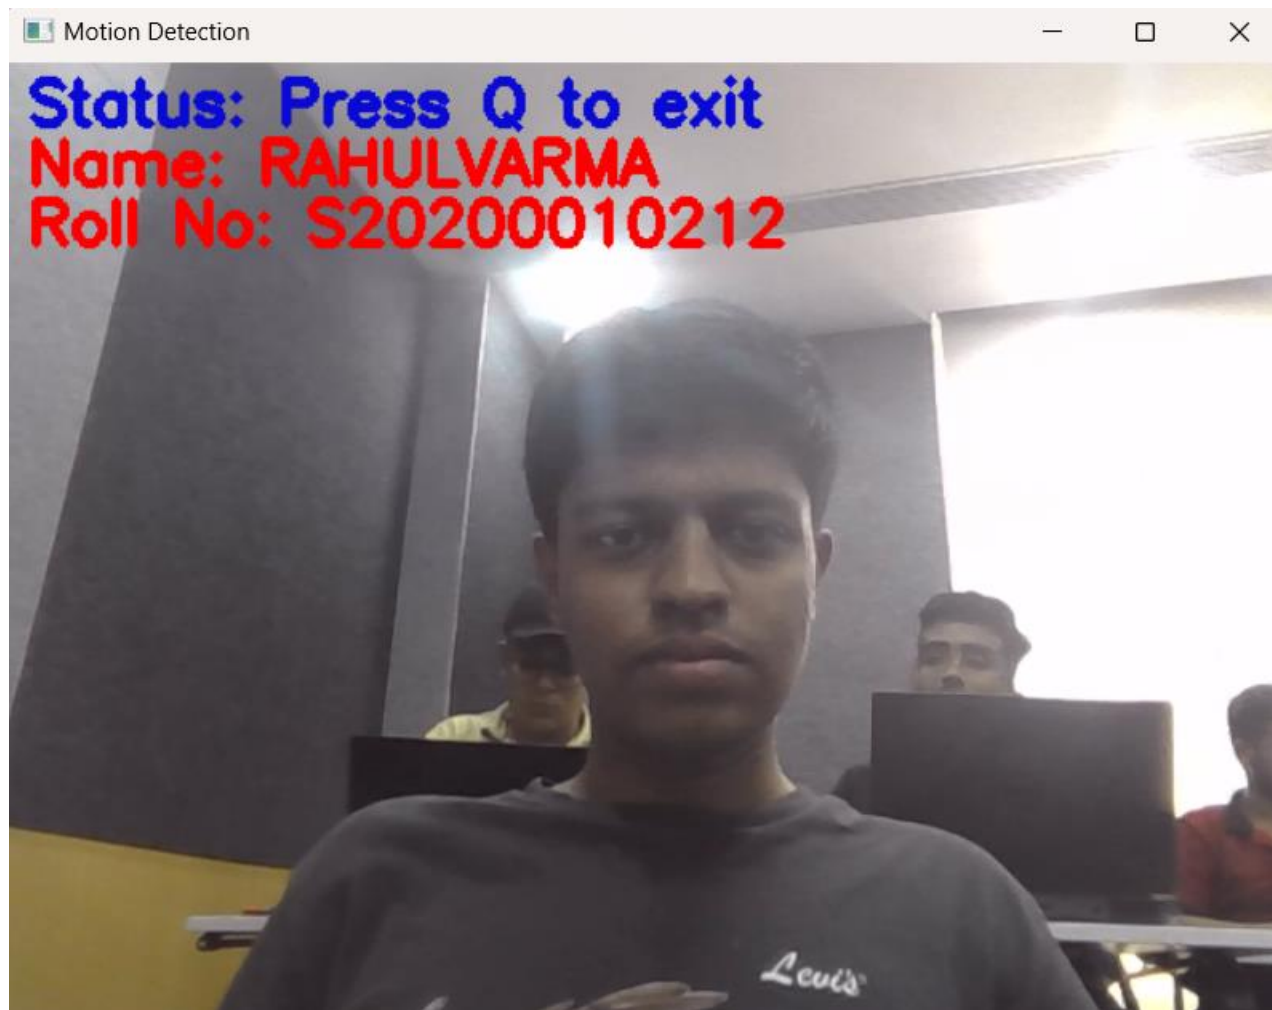 Motion Detection
Status: Press Q to exit
Name: RAHULVARMA
Roll No: S20200010212
Levi's